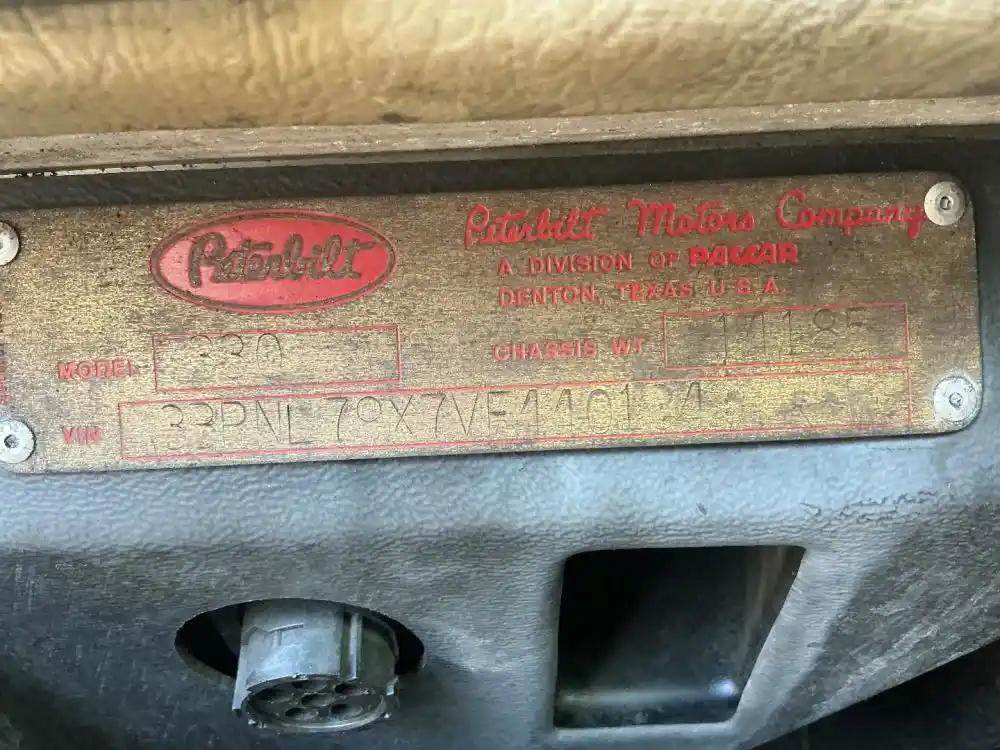 Peterbilt
Peterbilt Motors Company
A DIVISION OF PACCAR
DENTON, TEXAS U.S.A.
MODEL 330
CHASSIS WT
VIN